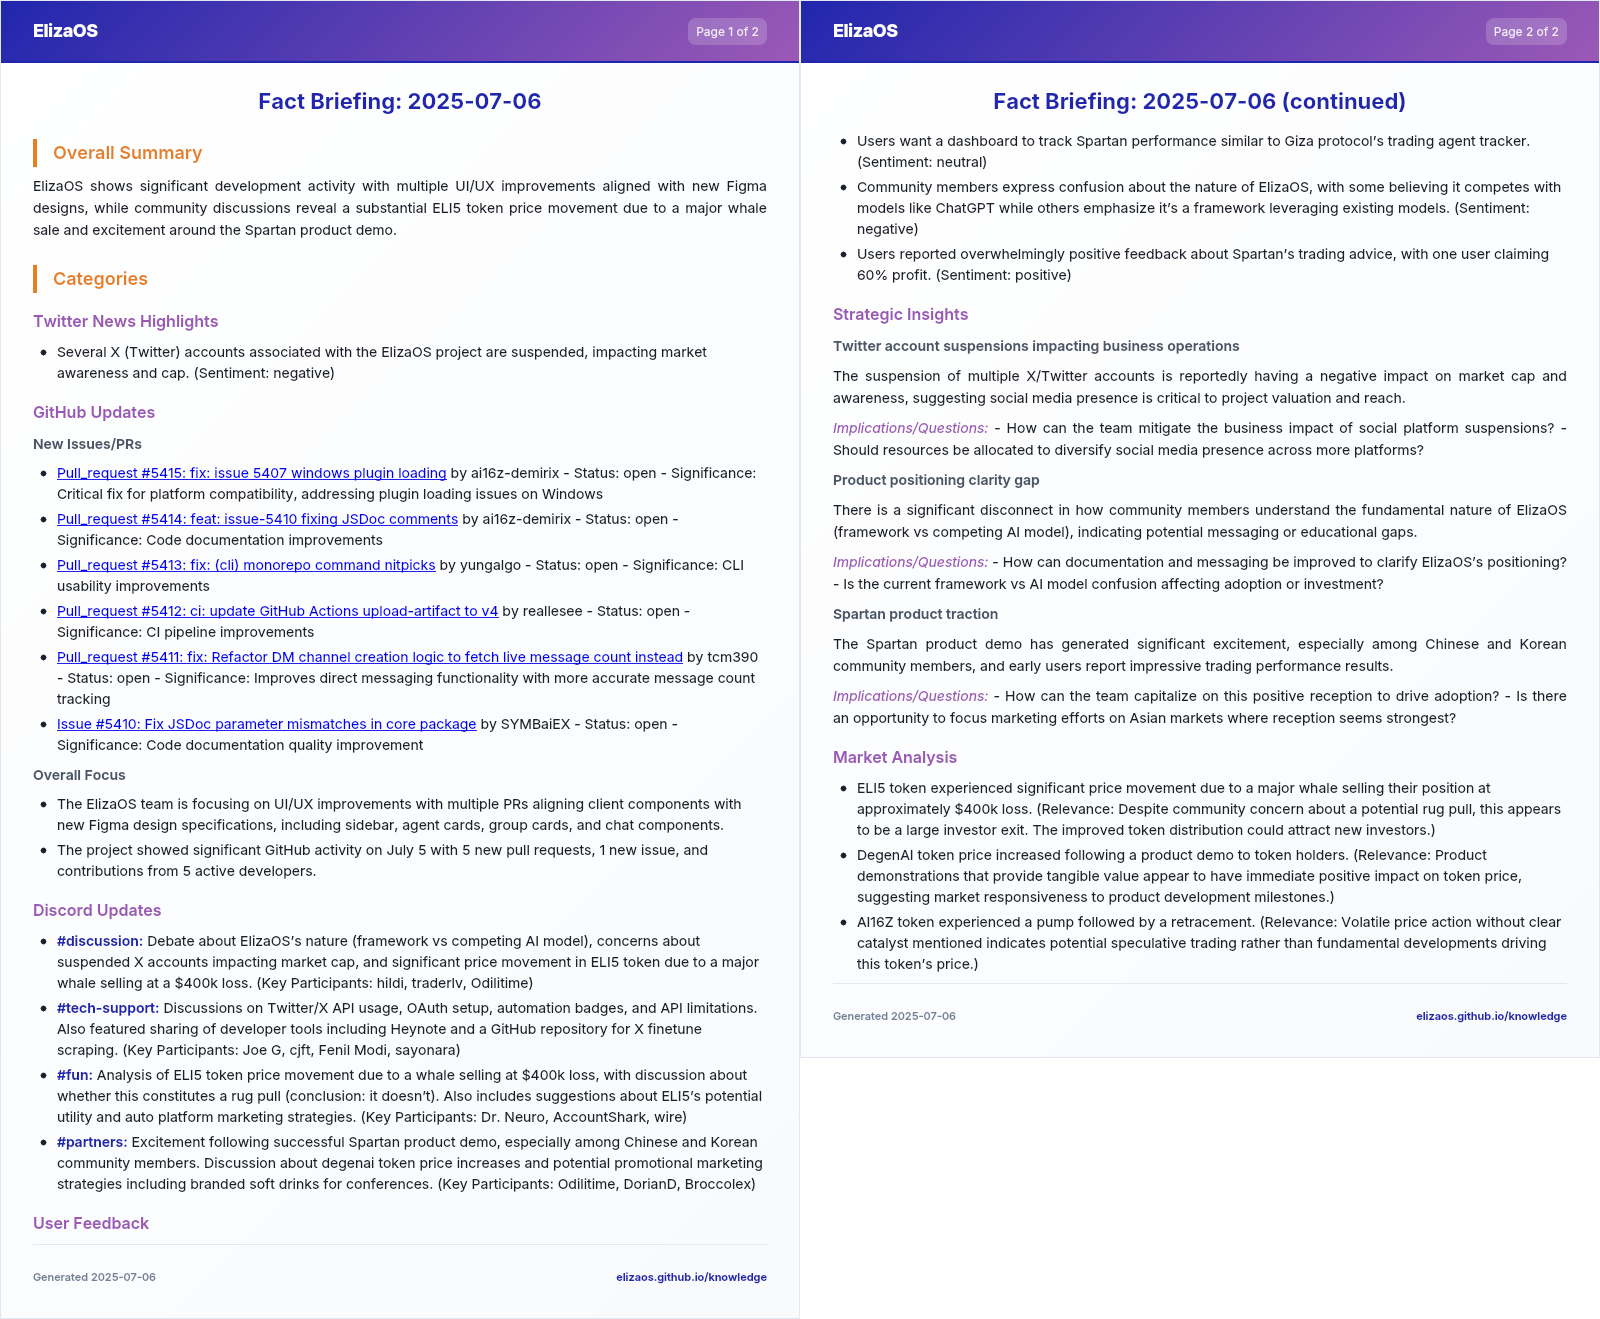 ElizaOS
Page 1 of 2
Fact Briefing: 2025-07-06
Overall Summary
ElizaOS shows significant development activity with multiple UI/UX improvements aligned with new Figma
designs, while community discussions reveal a substantial ELI5 token price movement due to a major whale
sale and excitement around the Spartan product demo.
Categories
Twitter News Highlights
• Several X (Twitter) accounts associated with the ElizaOS project are suspended, impacting market
awareness and cap. (Sentiment: negative)
GitHub Updates
New Issues/PRs
• Pull_request #5415: fix: issue 5407 windows plugin loading by ai16z-demirix - Status: open - Significance:
Critical fix for platform compatibility, addressing plugin loading issues on Windows
• Pull_request #5414: feat: issue-5410 fixing JSDoc comments by ai16z-demirix - Status: open -
Significance: Code documentation improvements
• Pull_request #5413: fix: (cli) monorepo command nitpicks by yungalgo - Status: open - Significance: CLI
usability improvements
• Pull_request #5412: ci: update GitHub Actions upload-artifact to v4 by reallesee - Status: open -
Significance: CI pipeline improvements
• Pull_request #5411: fix: Refactor DM channel creation logic to fetch live message count instead by tcm390
- Status: open - Significance: Improves direct messaging functionality with more accurate message count
tracking
• Issue #5410: Fix JSDoc parameter mismatches in core package by SYMBaiEX - Status: open -
Significance: Code documentation quality improvement
Overall Focus
• The ElizaOS team is focusing on UI/UX improvements with multiple PRs aligning client components with
new Figma design specifications, including sidebar, agent cards, group cards, and chat components.
• The project showed significant GitHub activity on July 5 with 5 new pull requests, 1 new issue, and
contributions from 5 active developers.
Discord Updates
• #discussion: Debate about ElizaOS's nature (framework vs competing AI model), concerns about
suspended X accounts impacting market cap, and significant price movement in ELI5 token due to a major
whale selling at a $400k loss. (Key Participants: hildi, traderlv, Odilitime)
• #tech-support: Discussions on Twitter/X API usage, OAuth setup, automation badges, and API limitations.
Also featured sharing of developer tools including Heynote and a GitHub repository for X finetune
scraping. (Key Participants: Joe G, cjft, Fenil Modi, sayonara)
• #fun: Analysis of ELI5 token price movement due to a whale selling at $400k loss, with discussion about
whether this constitutes a rug pull (conclusion: it doesn't). Also includes suggestions about ELI5's potential
utility and auto platform marketing strategies. (Key Participants: Dr. Neuro, AccountShark, wire)
• #partners: Excitement following successful Spartan product demo, especially among Chinese and Korean
community members. Discussion about degenai token price increases and potential promotional marketing
strategies including branded soft drinks for conferences. (Key Participants: Odilitime, DorianD, Broccolex)
User Feedback
Generated 2025-07-06
elizaos.github.io/knowledge
ElizaOS
Page 2 of 2
Fact Briefing: 2025-07-06 (continued)
• Users want a dashboard to track Spartan performance similar to Giza protocol's trading agent tracker.
(Sentiment: neutral)
• Community members express confusion about the nature of ElizaOS, with some believing it competes with
models like ChatGPT while others emphasize it's a framework leveraging existing models. (Sentiment:
negative)
• Users reported overwhelmingly positive feedback about Spartan's trading advice, with one user claiming
60% profit. (Sentiment: positive)
Strategic Insights
Twitter account suspensions impacting business operations
The suspension of multiple X/Twitter accounts is reportedly having a negative impact on market cap and
awareness, suggesting social media presence is critical to project valuation and reach.
Implications/Questions: - How can the team mitigate the business impact of social platform suspensions? -
Should resources be allocated to diversify social media presence across more platforms?
Product positioning clarity gap
There is a significant disconnect in how community members understand the fundamental nature of ElizaOS
(framework vs competing AI model), indicating potential messaging or educational gaps.
Implications/Questions: - How can documentation and messaging be improved to clarify ElizaOS's positioning?
- Is the current framework vs AI model confusion affecting adoption or investment?
Spartan product traction
The Spartan product demo has generated significant excitement, especially among Chinese and Korean
community members, and early users report impressive trading performance results.
Implications/Questions: - How can the team capitalize on this positive reception to drive adoption? - Is there
an opportunity to focus marketing efforts on Asian markets where reception seems strongest?
Market Analysis
• ELI5 token experienced significant price movement due to a major whale selling their position at
approximately $400k loss. (Relevance: Despite community concern about a potential rug pull, this appears
to be a large investor exit. The improved token distribution could attract new investors.)
• DegenAI token price increased following a product demo to token holders. (Relevance: Product
demonstrations that provide tangible value appear to have immediate positive impact on token price,
suggesting market responsiveness to product development milestones.)
• AI16Z token experienced a pump followed by a retracement. (Relevance: Volatile price action without clear
catalyst mentioned indicates potential speculative trading rather than fundamental developments driving
this token's price.)
Generated 2025-07-06
elizaos.github.io/knowledge